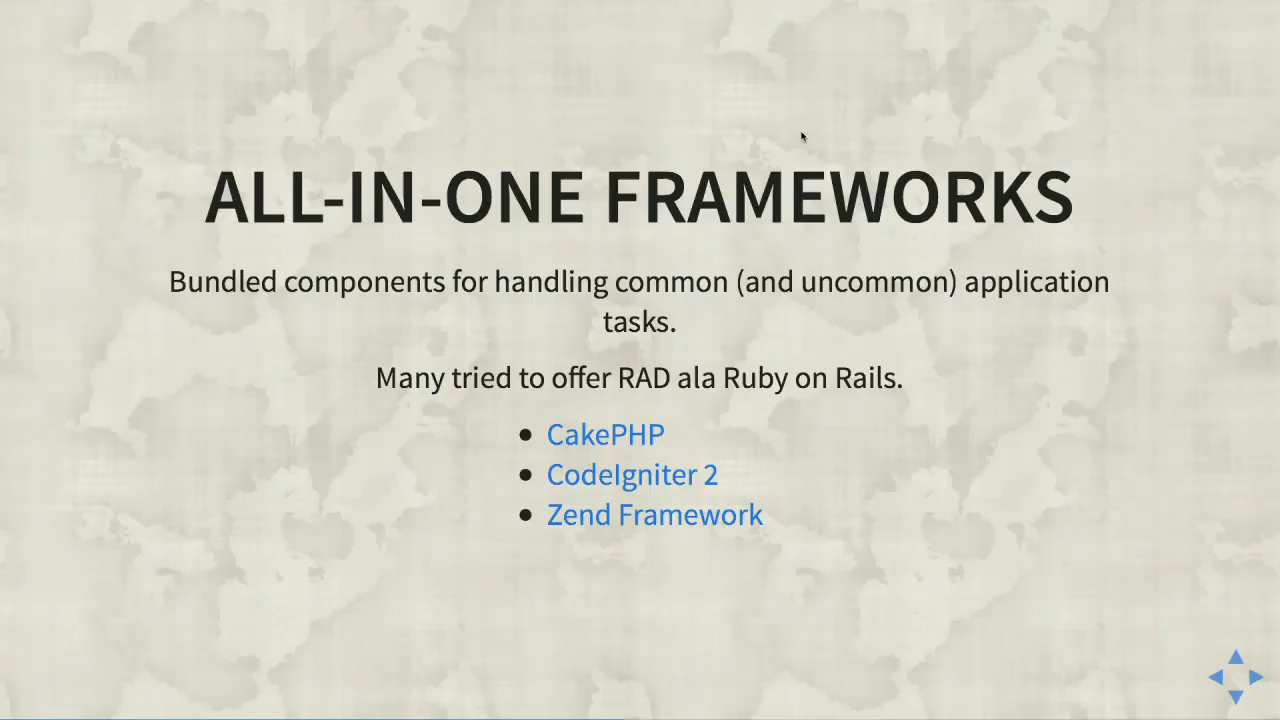 ALL-IN-ONE FRAMEWORKS
Bundled components for handling common (and uncommon) application
tasks.
Many tried to offer RAD ala Ruby on Rails.
• CakePHP
• CodeIgniter 2
• Zend Framework